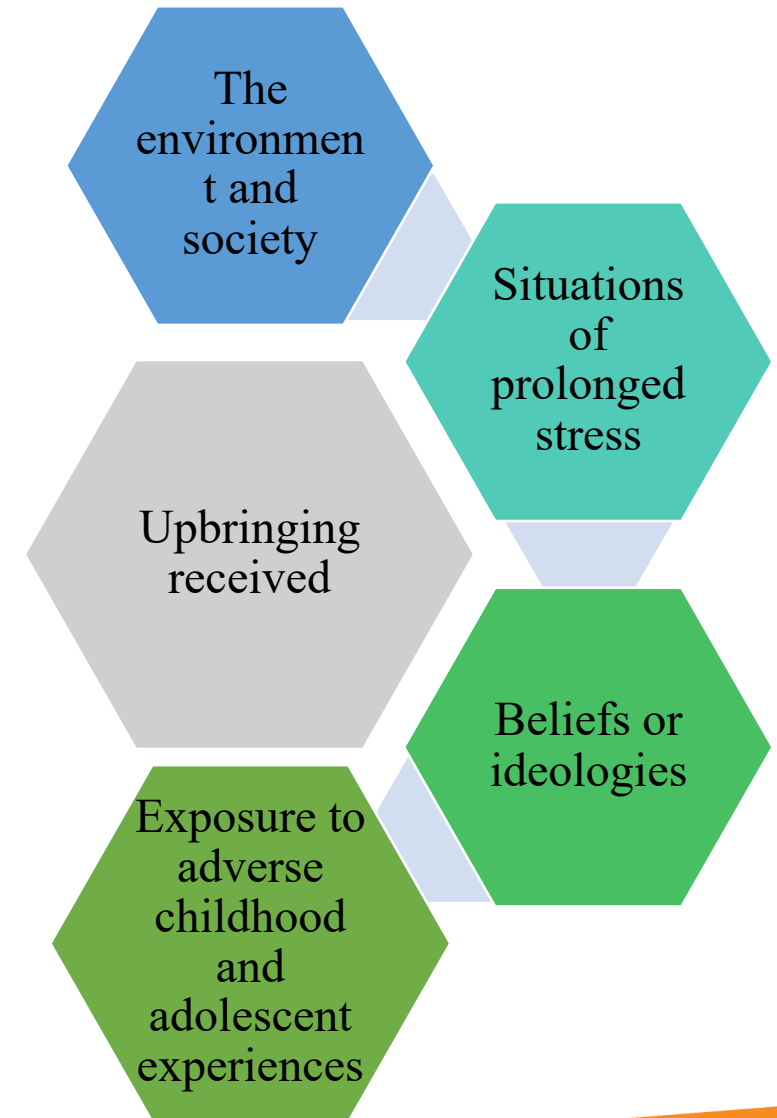 The
environmen
t and
society
Situations
of
prolonged
stress
Upbringing
received
Beliefs or
ideologies
Exposure to
adverse
childhood
and
adolescent
experiences